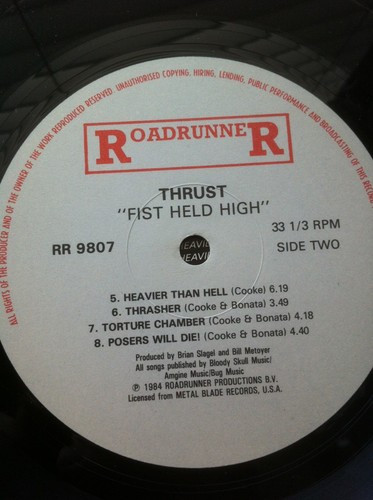 ALL RIGHTS OF THE PRODUCER AND OF THE OWNER OF THE WORK REPRODUCED RESERVED. UNAUTHORISED COPYING, HIRING, LENDING, PUBLIC PERFORMANCE AND BROADCASTING OF THIS RECORD
ROADRUNNER
THRUST
"FIST HELD HIGH"
RR 9807
33 1/3 RPM
SIDE TWO
5. HEAVIER THAN HELL (Cooke) 6.19
6. THRASHER (Cooke & Bonata) 3.49
7. TORTURE CHAMBER (Cooke & Bonata) 4.18
8. POSERS WILL DIE! (Cooke & Bonata) 4.40
Produced by Brian Slagel and Bill Metoyer
All songs published by Bloody Skull Music/
Amgine Music/Bug Music
℗ 1984 ROADRUNNER PRODUCTIONS B.V.
Licensed from METAL BLADE RECORDS, U.S.A.